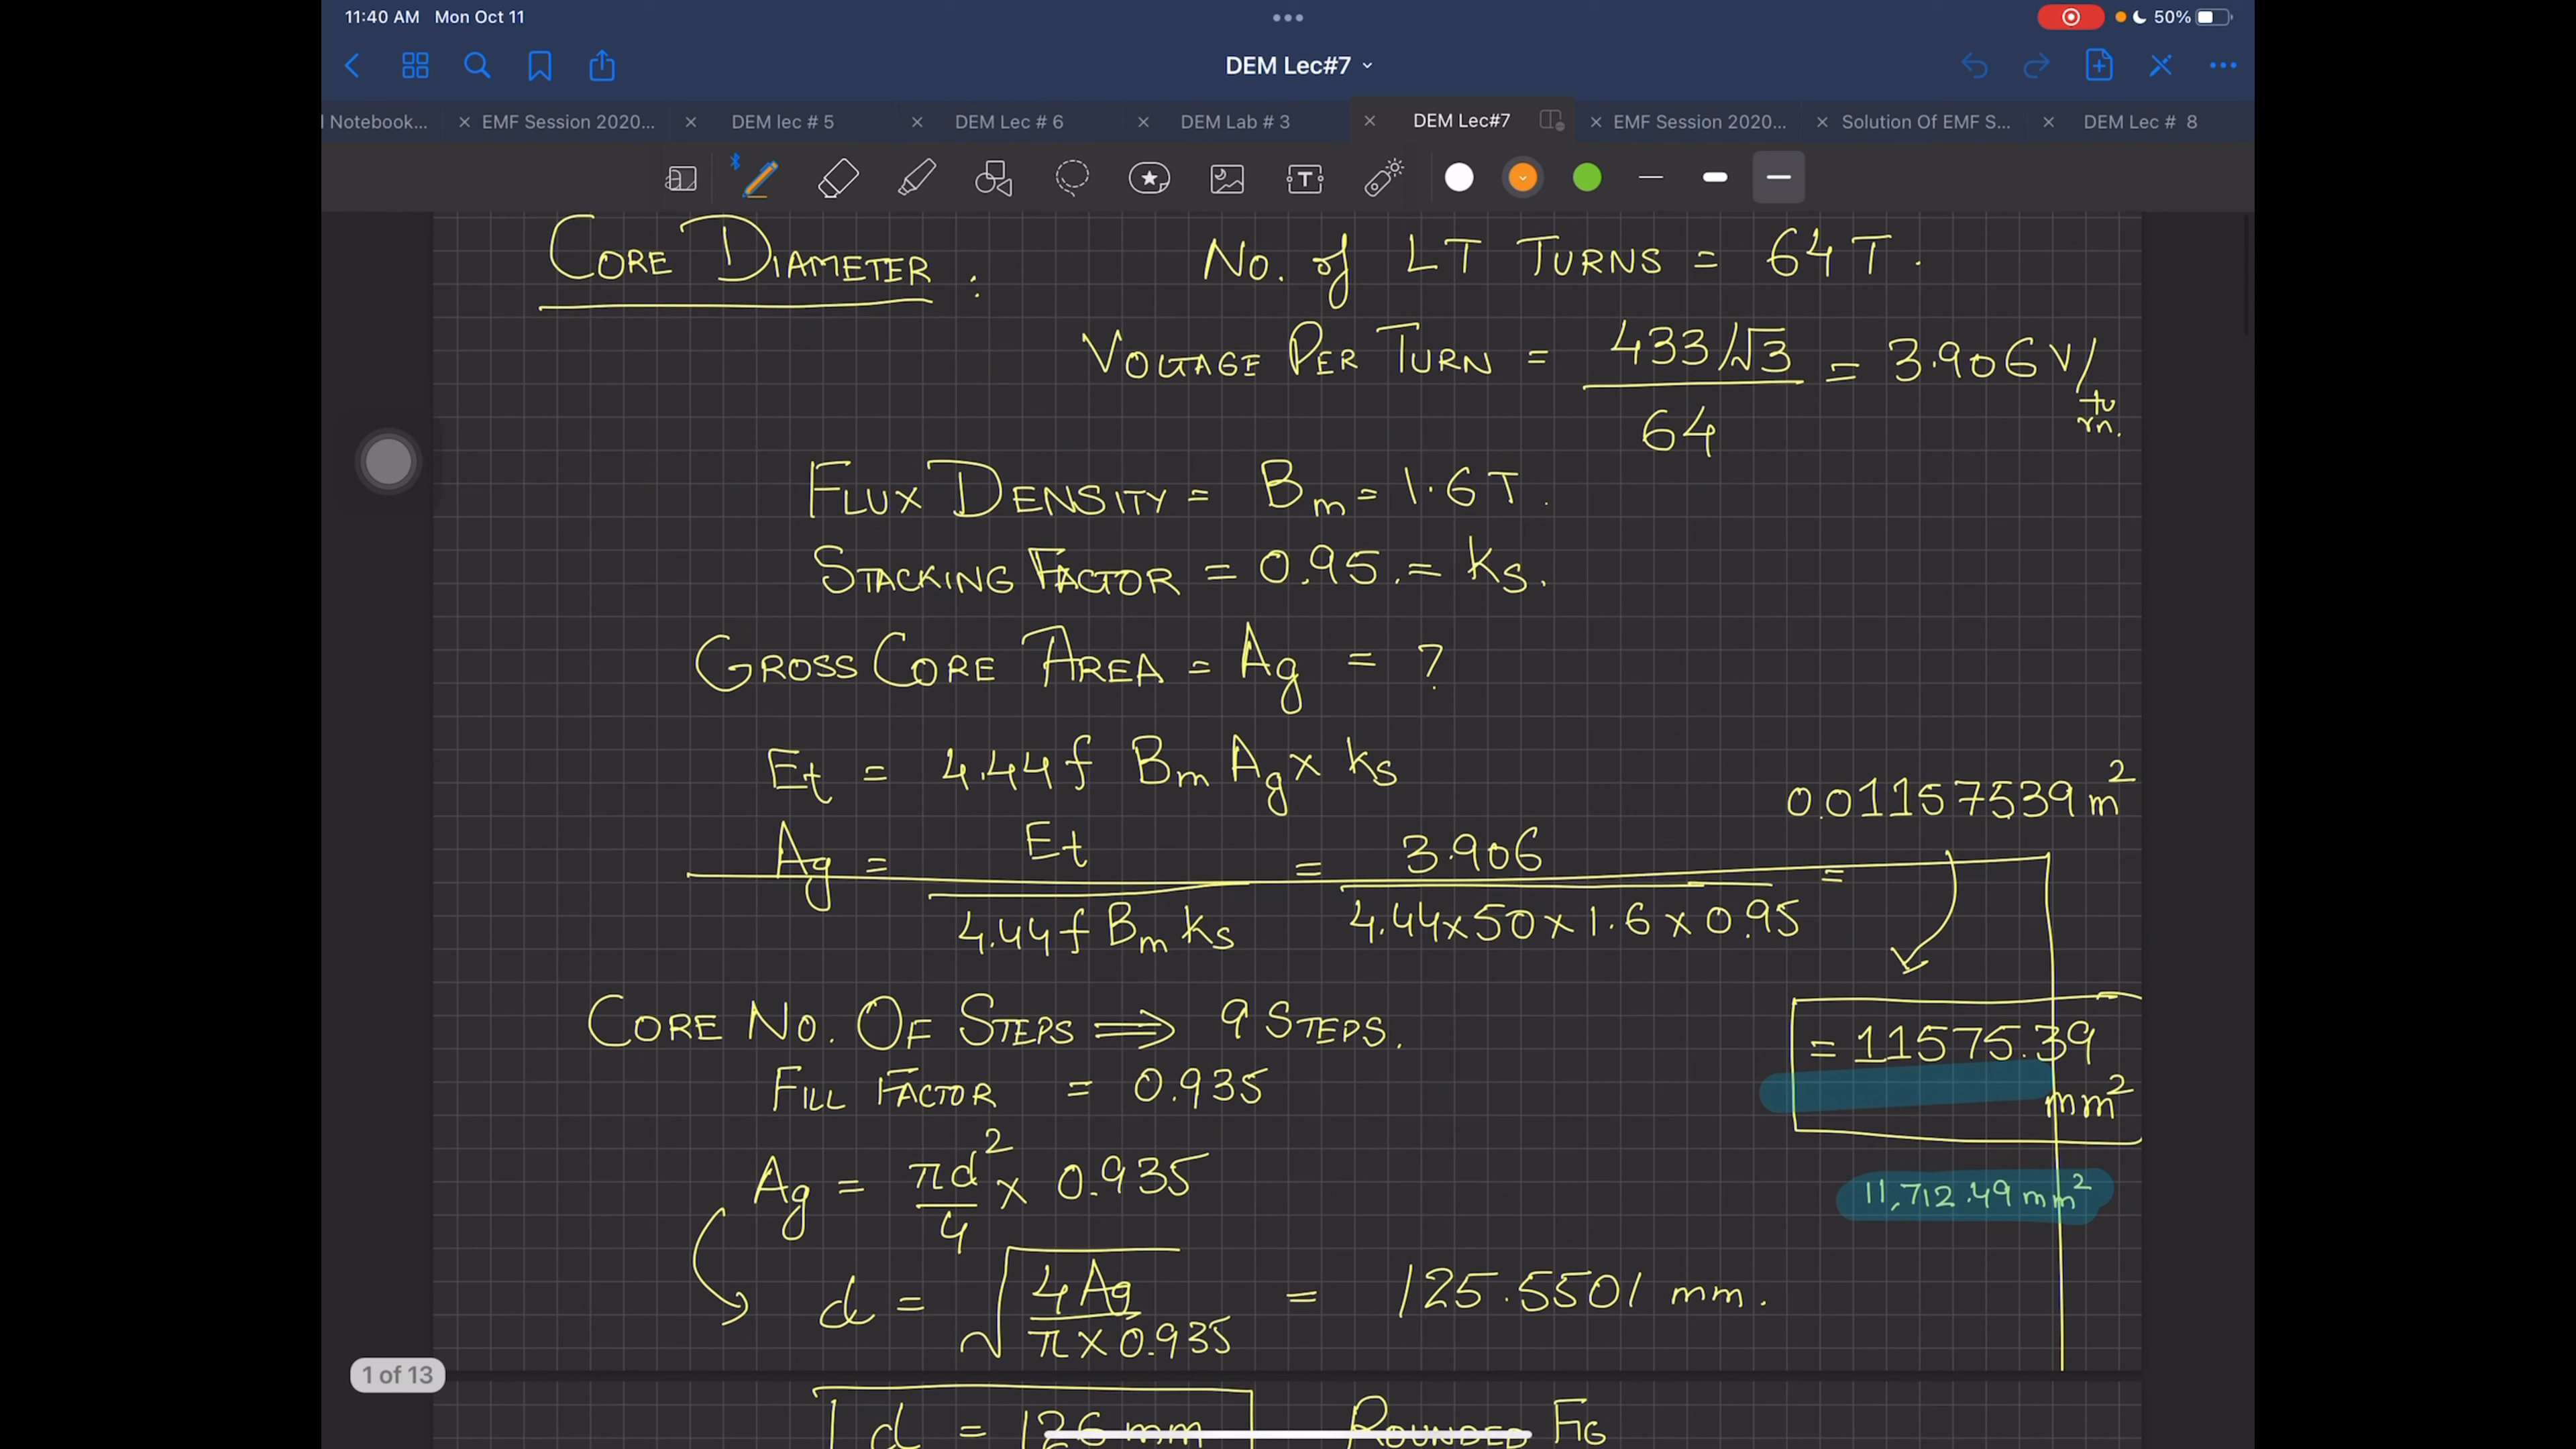 11:40 AM Mon Oct 11
50%
DEM Lec#7
l Notebook...
EMF Session 2020...
DEM lec # 5
DEM Lec # 6
DEM Lab # 3
DEM Lec#7
EMF Session 2020...
Solution Of EMF S...
DEM Lec # 8
CORE DIAMETER : NO. of LT TURNS = 64 T.
VOLTAGE PER TURN = 433/√3 / 64 = 3.906 V/turn.
FLUX DENSITY = Bm = 1.6 T.
STACKING FACTOR = 0.95. = ks.
GROSS CORE AREA = Ag = ?
Et = 4.44 f Bm Ag x ks
0.01157539 m²
Ag = Et / 4.44 f Bm ks = 3.906 / 4.44 x 50 x 1.6 x 0.95 =
CORE NO. OF STEPS ⟹ 9 STEPS.
= 11575.39 mm²
FILL FACTOR = 0.935
Ag = πd²/4 x 0.935
11,712.49 mm²
d = √(4Ag / π x 0.935) = 125.5501 mm.
1 of 13
d = 126 mm ROUNDED FIG